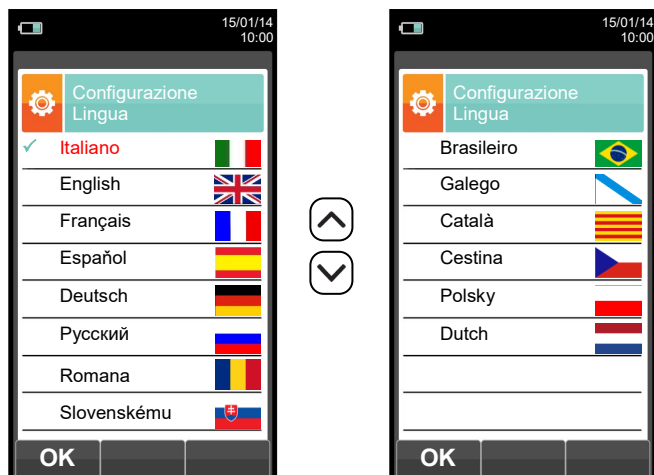 15/01/14
10:00
Configurazione
Lingua
Italiano
English
Français
Espaňol
Deutsch
Русский
Romana
Slovenskému
OK
15/01/14
10:00
Configurazione
Lingua
Brasileiro
Galego
Català
Cestina
Polsky
Dutch
OK